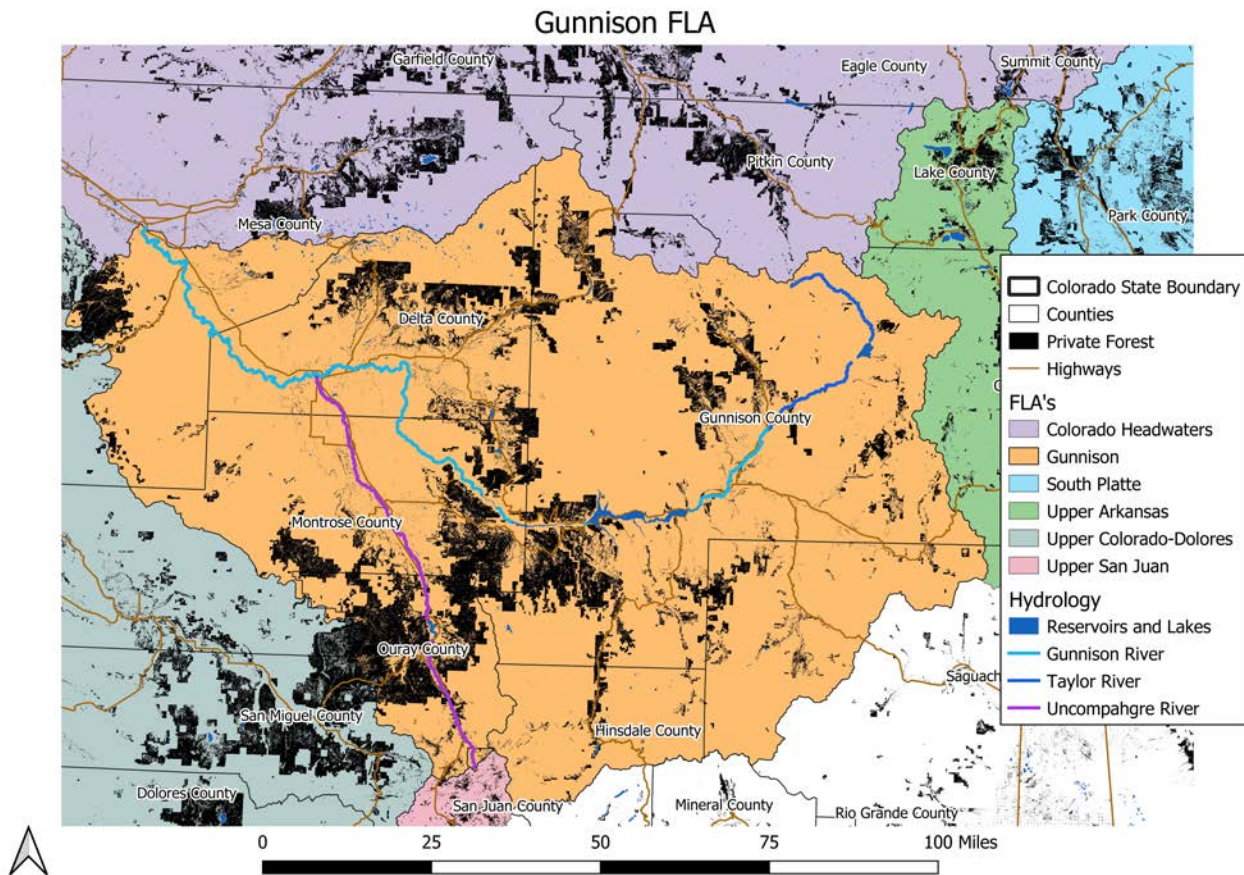 Gunnison FLA
Garfield County
Eagle County
Summit County
Pitkin County
Lake County
Park County
Mesa County
Delta County
Gunnison County
Montrose County
Ouray County
Saguach
San Miguel County
Hinsdale County
Dolores County
San Juan County
Mineral County
Rio Grande County
Colorado State Boundary
Counties
Private Forest
Highways
FLA's
Colorado Headwaters
Gunnison
South Platte
Upper Arkansas
Upper Colorado-Dolores
Upper San Juan
Hydrology
Reservoirs and Lakes
Gunnison River
Taylor River
Uncompahgre River
0 25 50 75 100 Miles